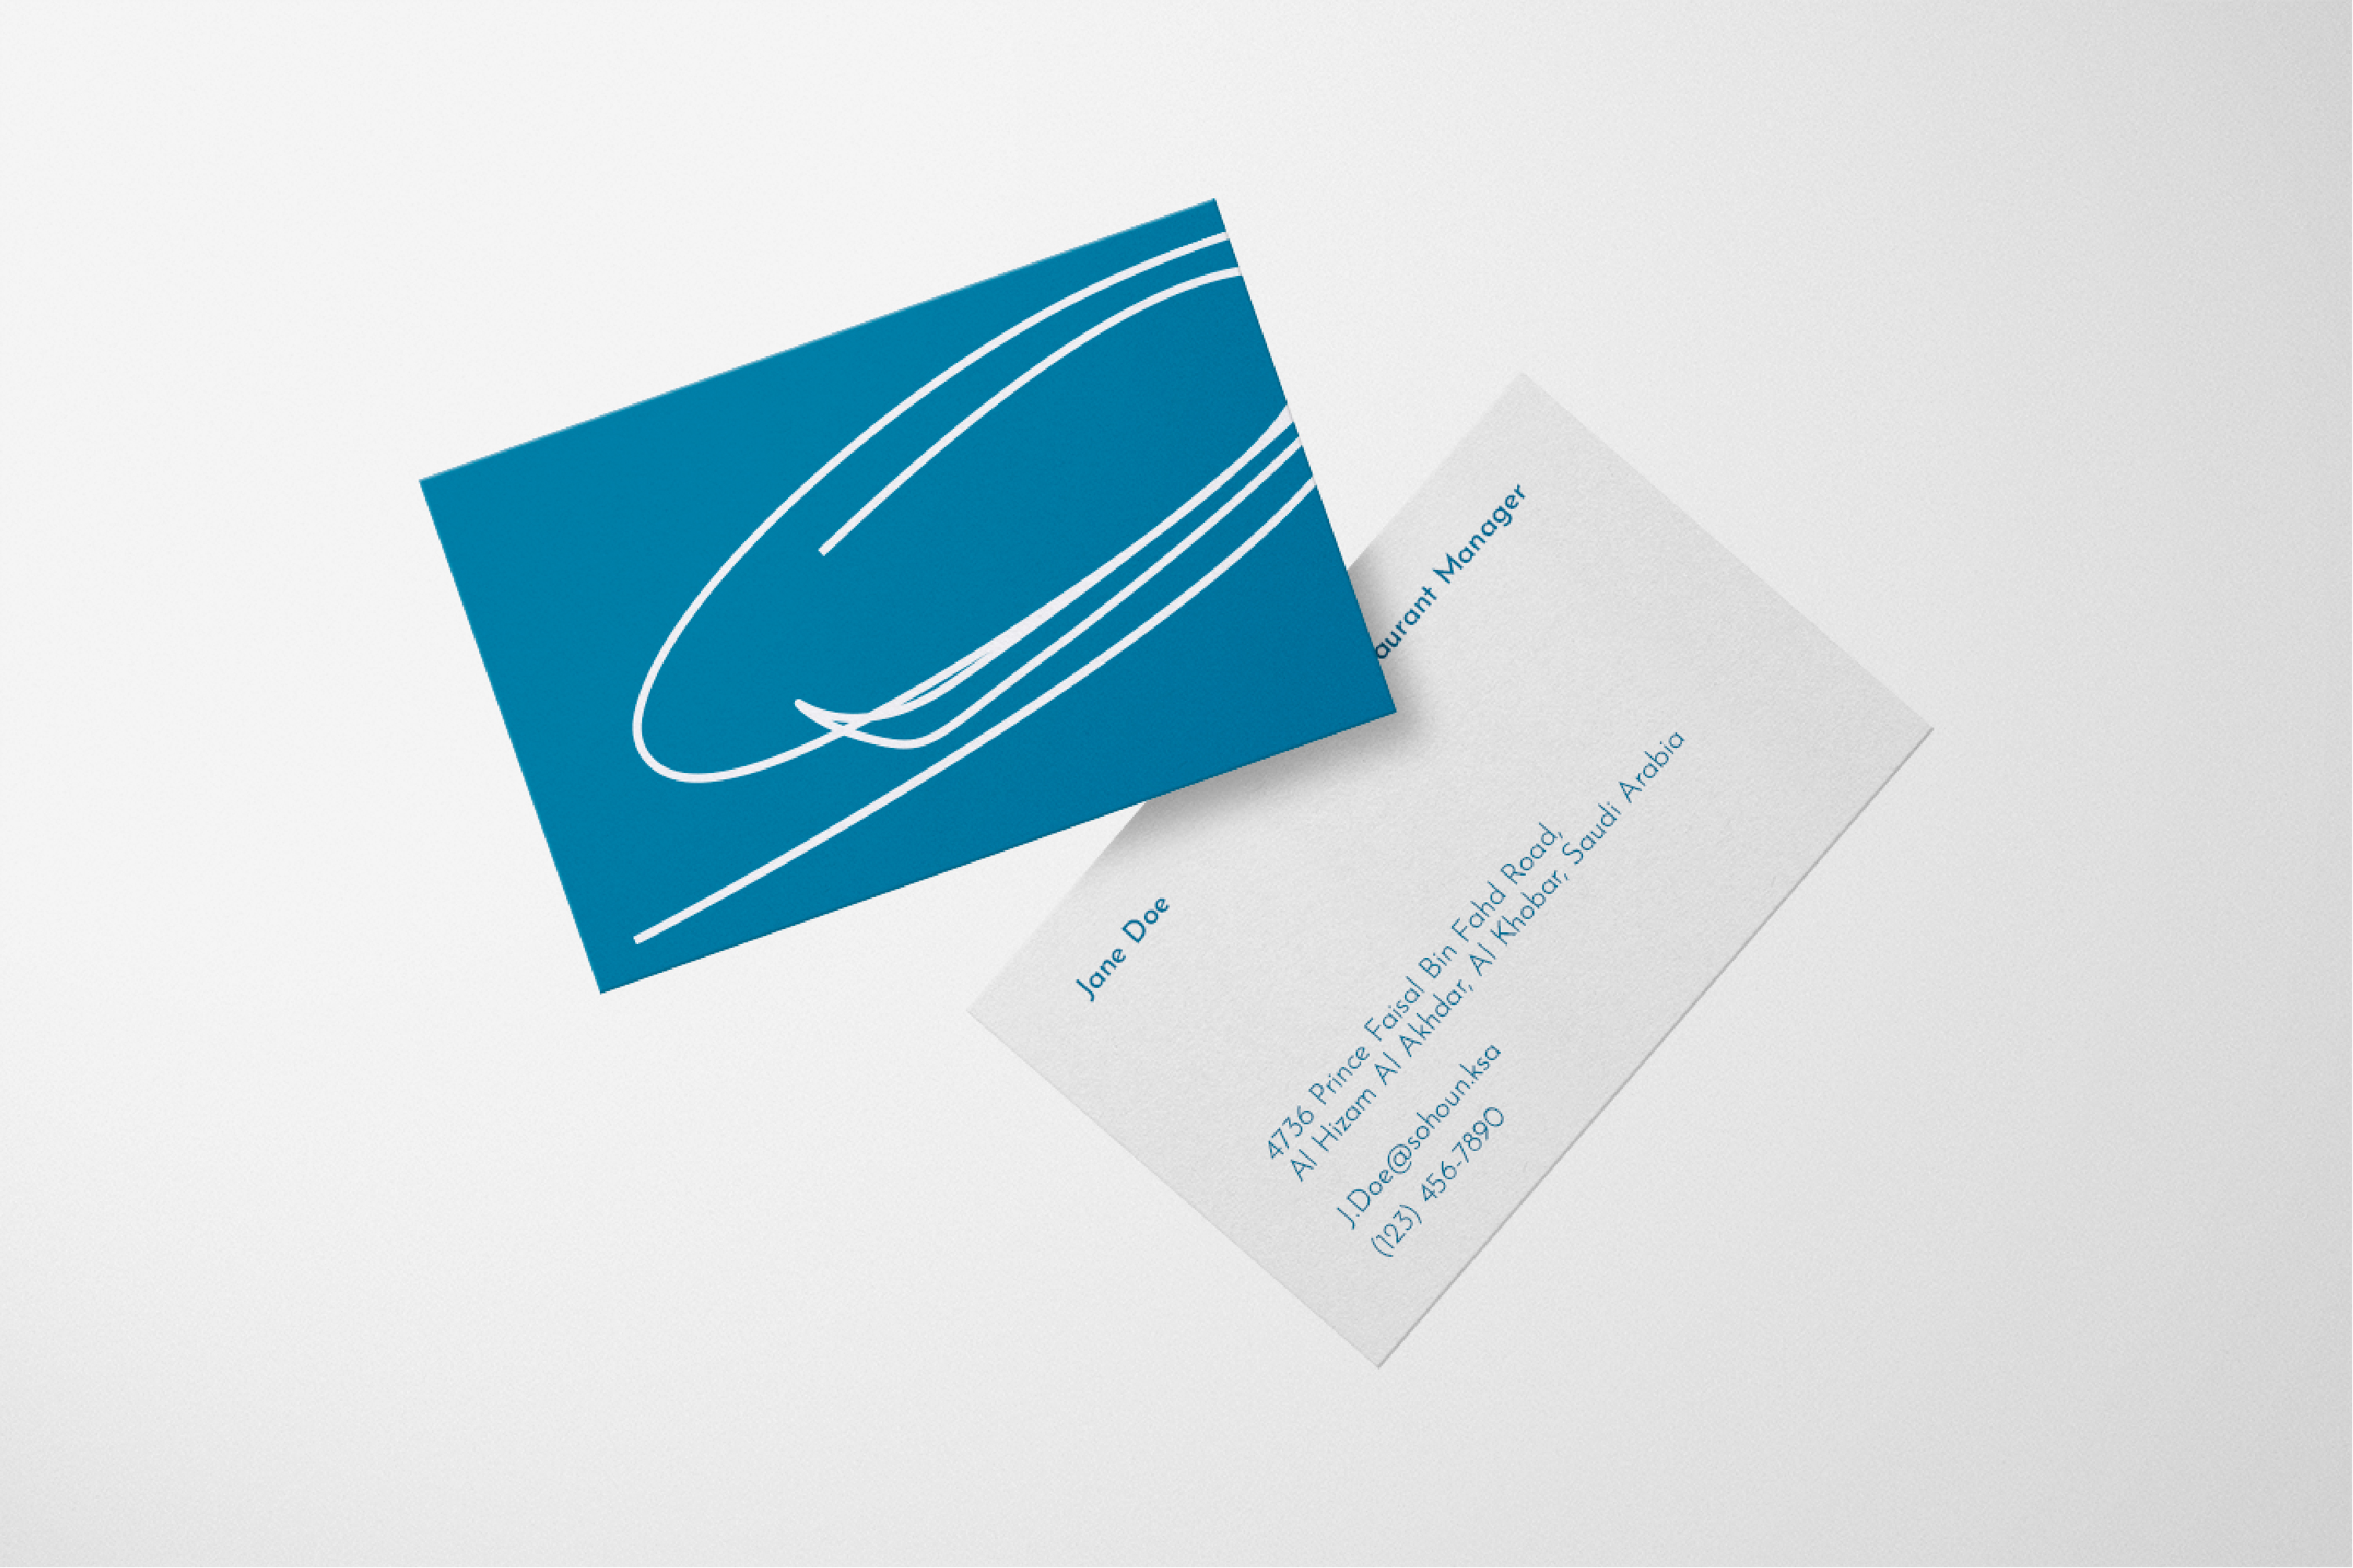 Jane Doe
aurant Manager
4736 Prince Faisal Bin Fahd Road,
Al Hizam Al Akhdar, Al Khobar, Saudi Arabia
J.Doe@sohoun.ksa
(123) 456-7890